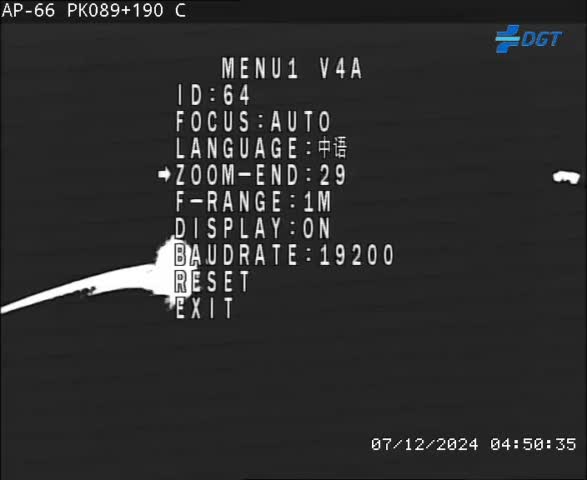 AP-66 PK089+190 C
DGT
MENU1 V4A
ID:64
FOCUS:AUTO
LANGUAGE:中语
ZOOM-END:29
F-RANGE:1M
DISPLAY:ON
BAUDRATE:19200
RESET
EXIT
07/12/2024 04:50:35